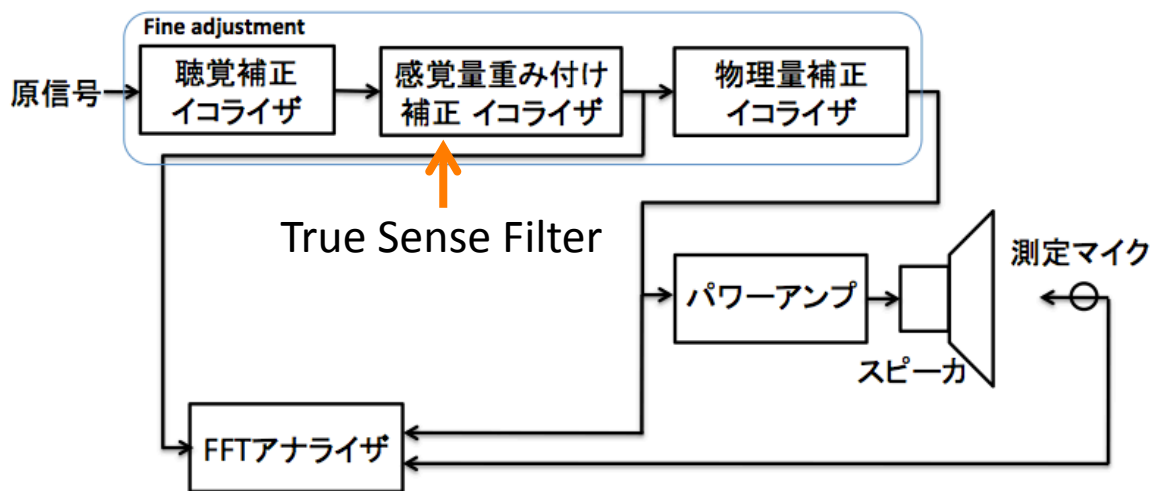 Fine adjustment
原信号
聴覚補正
イコライザ
感覚量重み付け
補正 イコライザ
物理量補正
イコライザ
True Sense Filter
パワーアンプ
スピーカ
測定マイク
FFTアナライザ